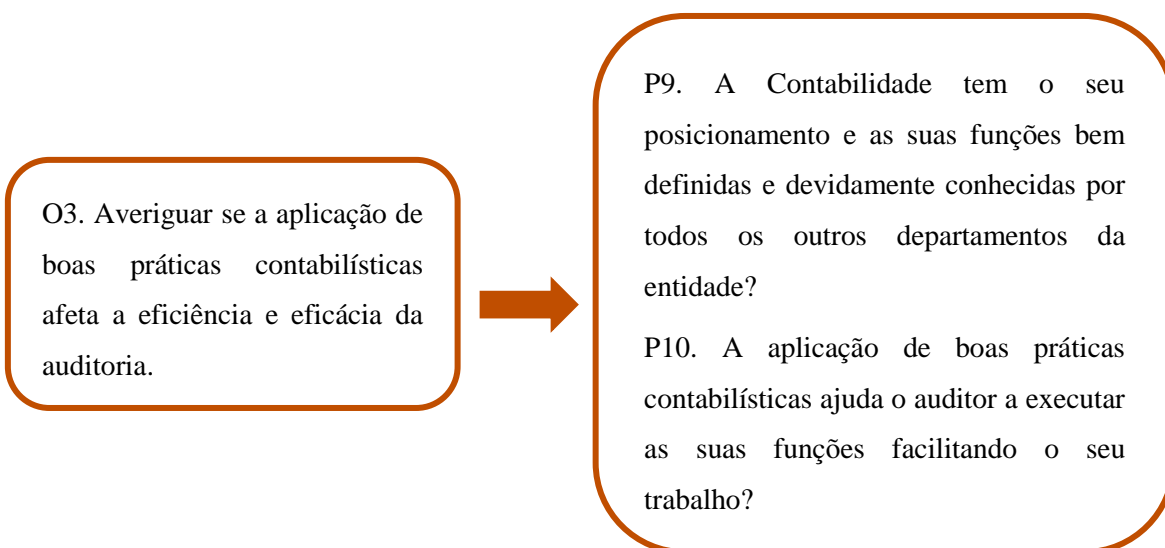 O3. Averiguar se a aplicação de
boas práticas contabilísticas
afeta a eficiência e eficácia da
auditoria.
P9. A Contabilidade tem o seu
posicionamento e as suas funções bem
definidas e devidamente conhecidas por
todos os outros departamentos da
entidade?
P10. A aplicação de boas práticas
contabilísticas ajuda o auditor a executar
as suas funções facilitando o seu
trabalho?